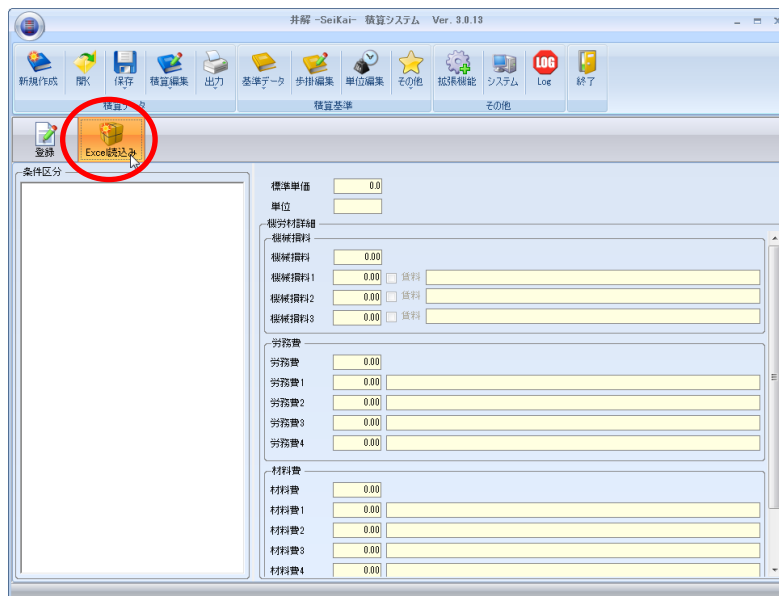 井解 -SeiKai- 積算システム Ver. 3.0.13
新規作成 開く 保存 積算編集 出力 基準データ 歩掛編集 単位編集 その他 拡張機能 システム Log 終了
LOG
積算データ 積算基準 その他
登録 Excel読込み
条件区分
標準単価 0.0
単位
機労材詳細
機械損料
機械損料 0.00
機械損料1 0.00 賃料
機械損料2 0.00 賃料
機械損料3 0.00 賃料
労務費
労務費 0.00
労務費1 0.00
労務費2 0.00
労務費3 0.00
労務費4 0.00
材料費
材料費 0.00
材料費1 0.00
材料費2 0.00
材料費3 0.00
材料費4 0.00